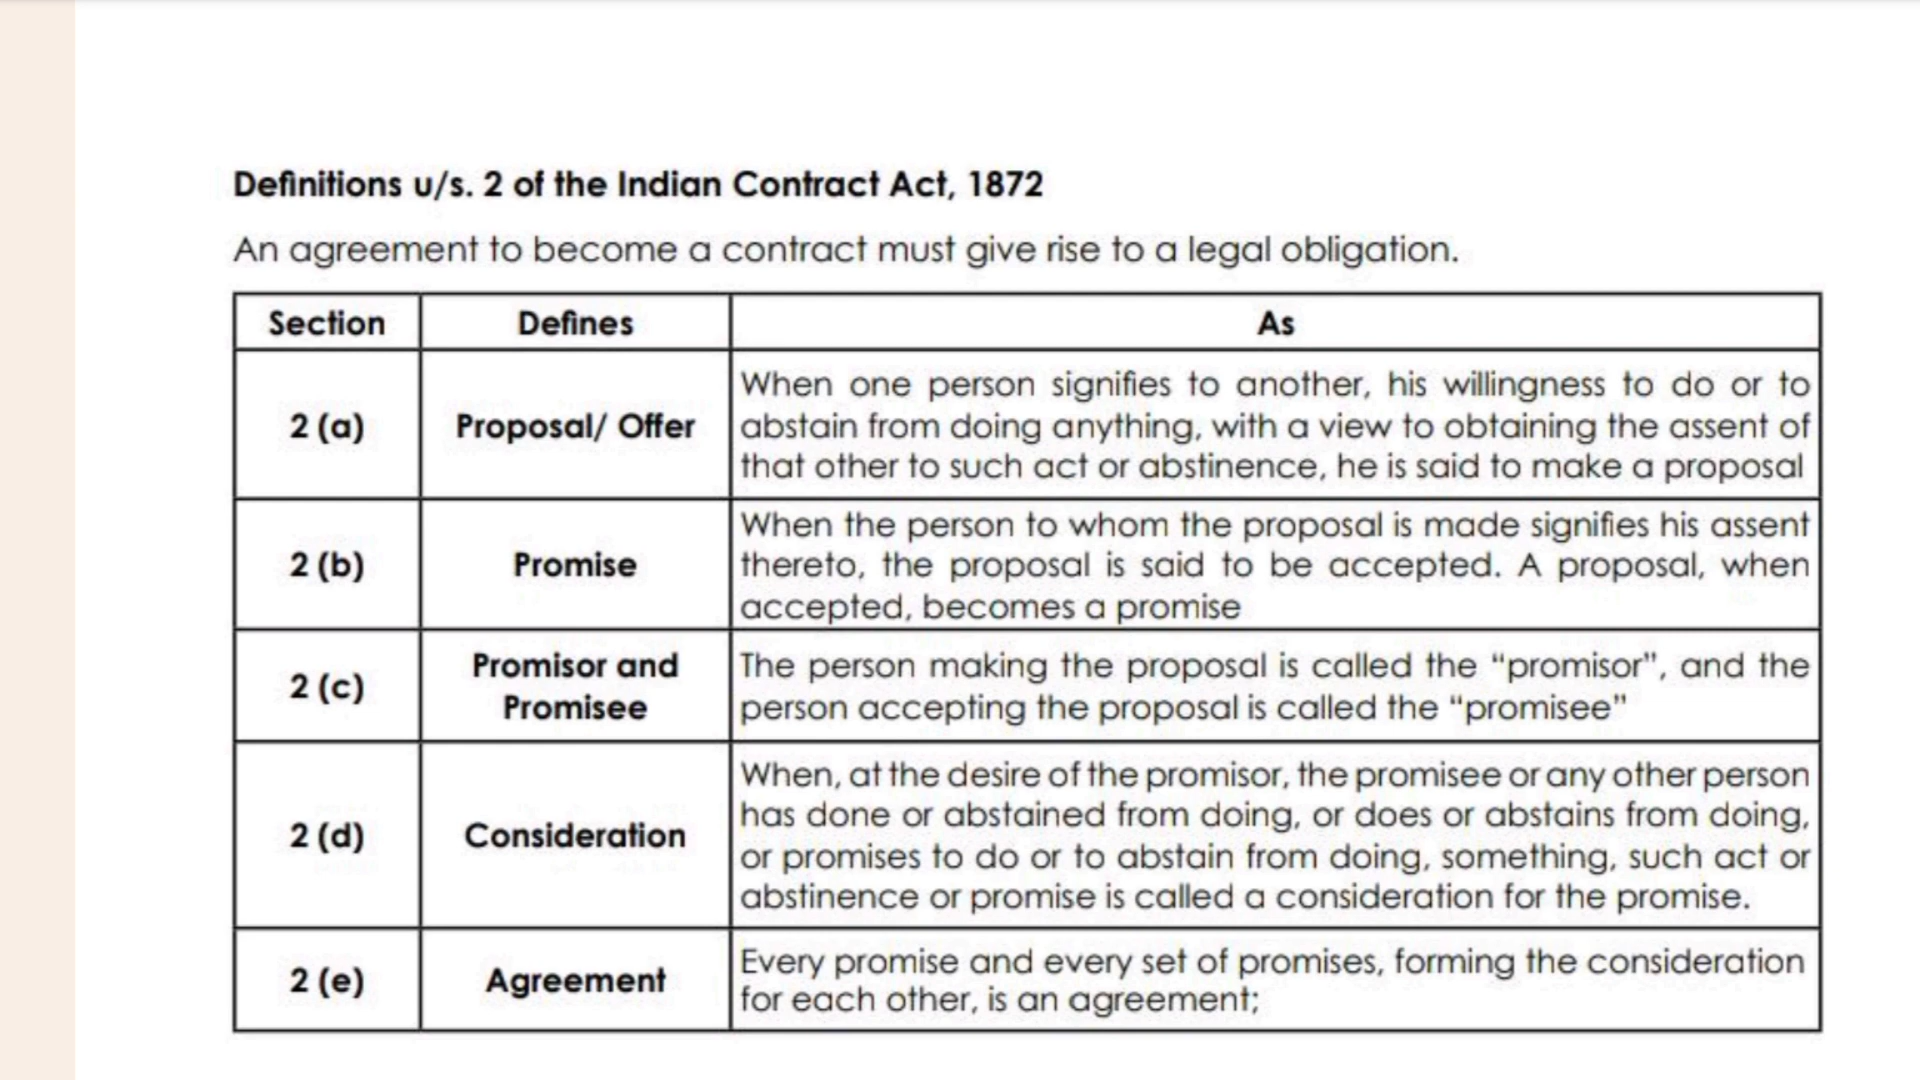 Definitions u/s. 2 of the Indian Contract Act, 1872
An agreement to become a contract must give rise to a legal obligation.
Section Defines As
2 (a) Proposal/ Offer
When one person signifies to another, his willingness to do or to
abstain from doing anything, with a view to obtaining the assent of
that other to such act or abstinence, he is said to make a proposal
2 (b) Promise
When the person to whom the proposal is made signifies his assent
thereto, the proposal is said to be accepted. A proposal, when
accepted, becomes a promise
2 (c) Promisor and
Promisee
The person making the proposal is called the “promisor”, and the
person accepting the proposal is called the “promisee”
2 (d) Consideration
When, at the desire of the promisor, the promisee or any other person
has done or abstained from doing, or does or abstains from doing,
or promises to do or to abstain from doing, something, such act or
abstinence or promise is called a consideration for the promise.
2 (e) Agreement
Every promise and every set of promises, forming the consideration
for each other, is an agreement;